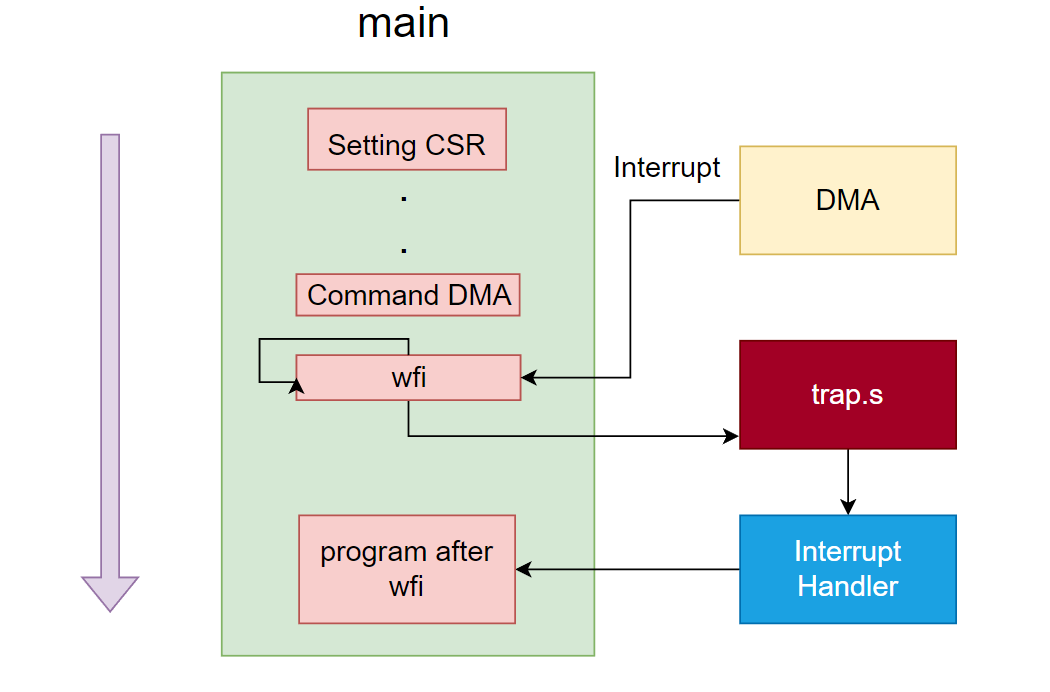 main
Setting CSR
.
.
Command DMA
wfi
program after
wfi
Interrupt
DMA
trap.s
Interrupt
Handler